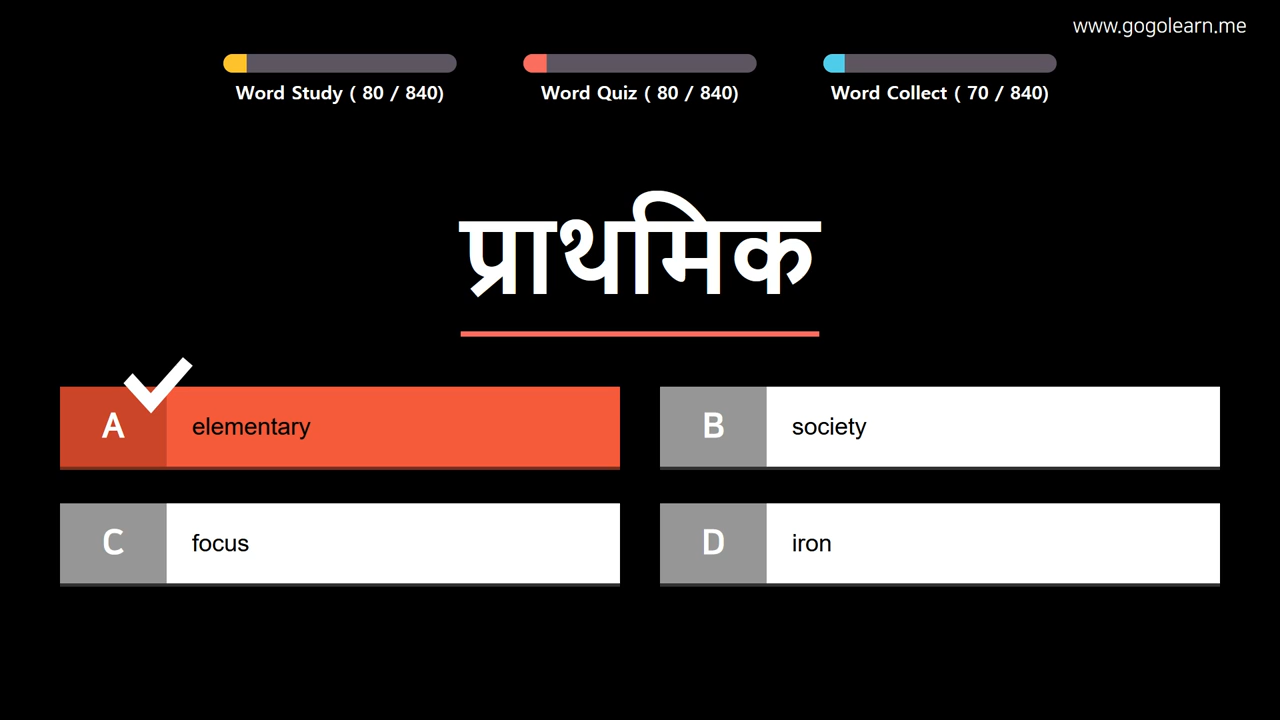 www.gogolearn.me
Word Study ( 80 / 840)
Word Quiz ( 80 / 840)
Word Collect ( 70 / 840)
प्राथमिक
A elementary
B society
C focus
D iron